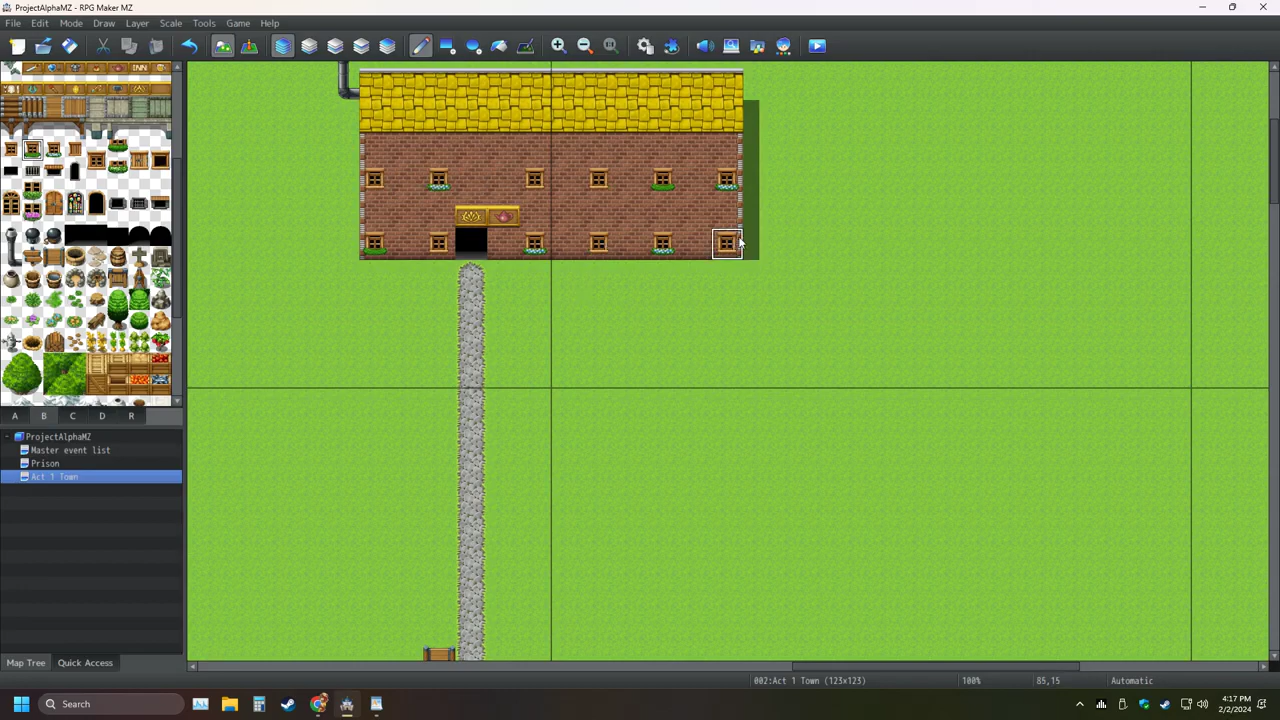 ProjectAlphaMZ - RPG Maker MZ
File Edit Mode Draw Layer Scale Tools Game Help
INN
A B C D R
ProjectAlphaMZ
Master event list
Prison
Act 1 Town
Map Tree Quick Access
002:Act 1 Town (123x123) 100% 85,15 Automatic
Search
4:17 PM
2/2/2024